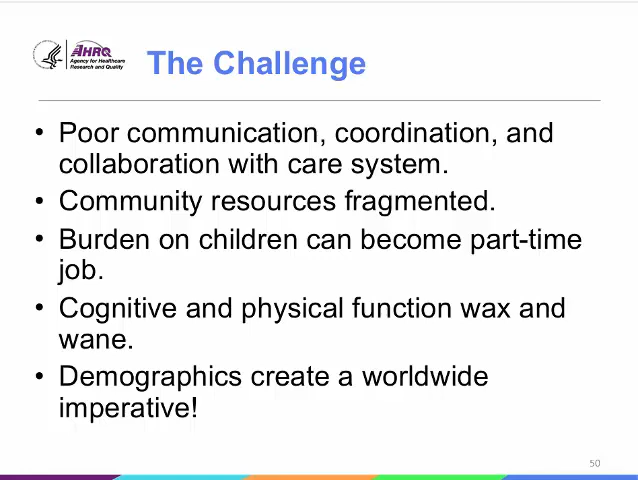 AHRQ
Agency for Healthcare
Research and Quality
The Challenge
• Poor communication, coordination, and
collaboration with care system.
• Community resources fragmented.
• Burden on children can become part-time
job.
• Cognitive and physical function wax and
wane.
• Demographics create a worldwide
imperative!
50